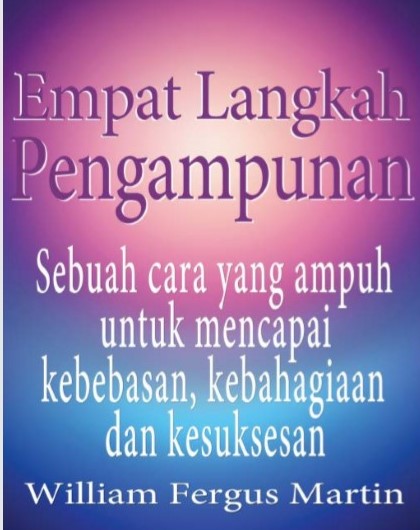 Empat Langkah
Pengampunan
Sebuah cara yang ampuh
untuk mencapai
kebebasan, kebahagiaan
dan kesuksesan
William Fergus Martin